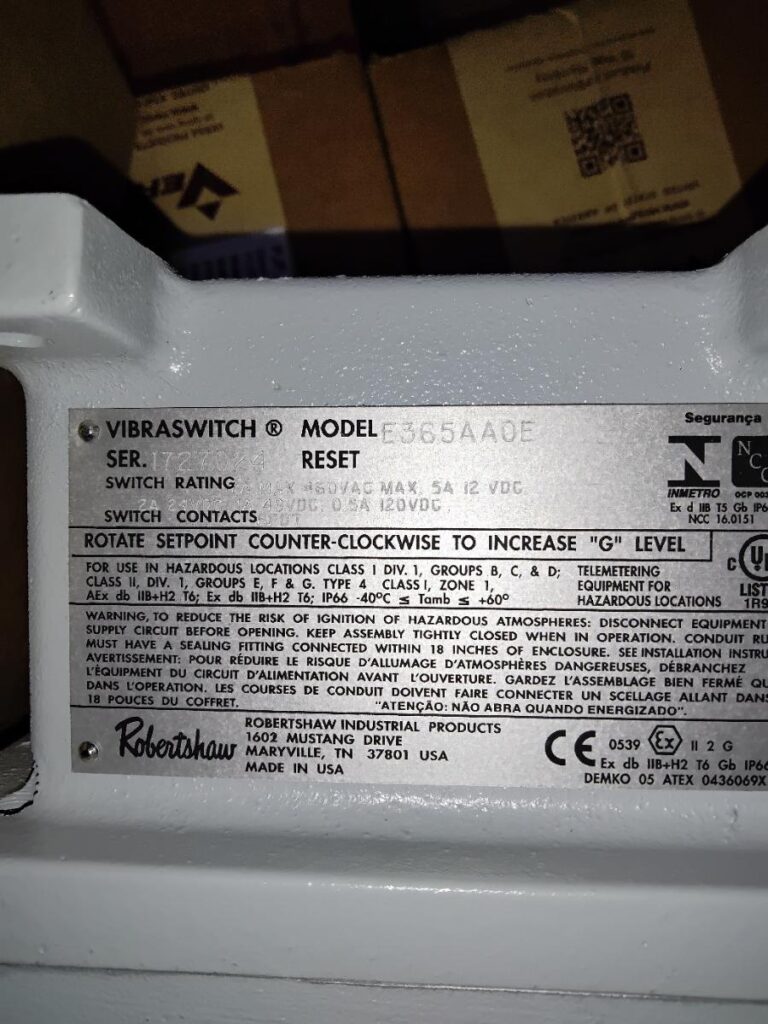 VIBRASWITCH ® MODEL E365AA0E
SER. RESET
SWITCH RATING MAX 460VAC MAX, 5A 12 VDC
0.5A 120VDC
SWITCH CONTACTS
ROTATE SETPOINT COUNTER-CLOCKWISE TO INCREASE "G" LEVEL
FOR USE IN HAZARDOUS LOCATIONS CLASS I DIV. 1, GROUPS B, C, & D;
CLASS II, DIV. 1, GROUPS E, F & G. TYPE 4 CLASS I, ZONE 1,
AEx db IIB+H2 T6; Ex db IIB+H2 T6; IP66 -40°C ≤ Tamb ≤ +60°
TELEMETERING
EQUIPMENT FOR
HAZARDOUS LOCATIONS
Segurança
INMETRO
Ex d IIB T5 Gb
NCC 16.0151
C UL
LIST
1R9
WARNING, TO REDUCE THE RISK OF IGNITION OF HAZARDOUS ATMOSPHERES: DISCONNECT EQUIPMENT
SUPPLY CIRCUIT BEFORE OPENING. KEEP ASSEMBLY TIGHTLY CLOSED WHEN IN OPERATION. CONDUIT RU
MUST HAVE A SEALING FITTING CONNECTED WITHIN 18 INCHES OF ENCLOSURE. SEE INSTALLATION INSTRU
AVERTISSEMENT: POUR RÉDUIRE LE RISQUE D'ALLUMAGE D'ATMOSPHÈRES DANGEREUSES, DÉBRANCHEZ
L'ÉQUIPEMENT DU CIRCUIT D'ALIMENTATION AVANT L'OUVERTURE. GARDEZ L'ASSEMBLAGE BIEN FERMÉ QU
DANS L'OPERATION. LES COURSES DE CONDUIT DOIVENT FAIRE CONNECTER UN SCELLAGE ALLANT DANS
18 POUCES DU COFFRET. "ATENÇÃO: NÃO ABRA QUANDO ENERGIZADO".
Robertshaw
ROBERTSHAW INDUSTRIAL PRODUCTS
1602 MUSTANG DRIVE
MARYVILLE, TN 37801 USA
MADE IN USA
CE 0539 Ex II 2 G
Ex db IIB+H2 T6 Gb IP66
DEMKO 05 ATEX 0436069X